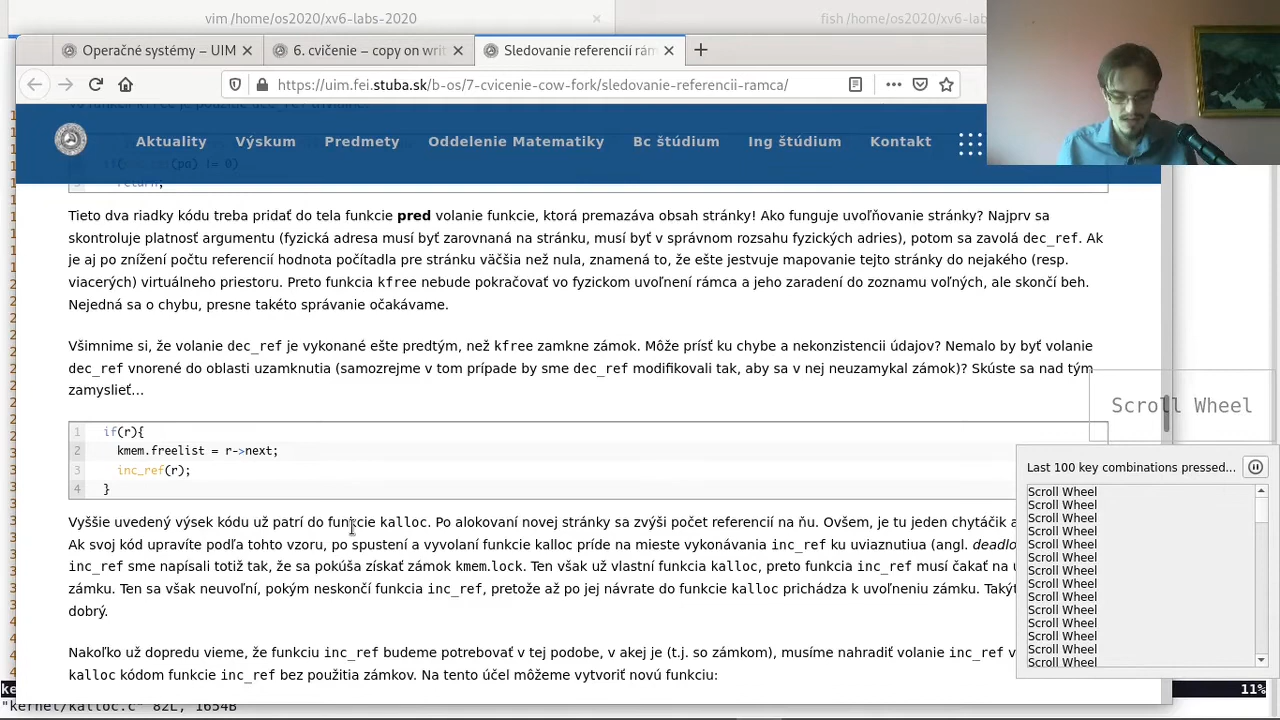 vim /home/os2020/xv6-labs-2020
fish /home/os2020/xv6-lab
Operačné systémy – UIM
6. cvičenie – copy on wri
Sledovanie referencií rám
https://uim.fei.stuba.sk/b-os/7-cvicenie-cow-fork/sledovanie-referencii-ramca/
Aktuality Výskum Predmety Oddelenie Matematiky Bc štúdium Ing štúdium Kontakt
return;
Tieto dva riadky kódu treba pridať do tela funkcie pred volanie funkcie, ktorá premazáva obsah stránky! Ako funguje uvoľňovanie stránky? Najprv sa
skontroluje platnosť argumentu (fyzická adresa musí byť zarovnaná na stránku, musí byť v správnom rozsahu fyzických adries), potom sa zavolá dec_ref. Ak
je aj po znížení počtu referencií hodnota počítadla pre stránku väčšia než nula, znamená to, že ešte jestvuje mapovanie tejto stránky do nejakého (resp.
viacerých) virtuálneho priestoru. Preto funkcia kfree nebude pokračovať vo fyzickom uvoľnení rámca a jeho zaradení do zoznamu voľných, ale skončí beh.
Nejedná sa o chybu, presne takéto správanie očakávame.
Všimnime si, že volanie dec_ref je vykonané ešte predtým, než kfree zamkne zámok. Môže prísť ku chybe a nekonzistencii údajov? Nemalo by byť volanie
dec_ref vnorené do oblasti uzamknutia (samozrejme v tom prípade by sme dec_ref modifikovali tak, aby sa v nej neuzamykal zámok)? Skúste sa nad tým
zamyslieť…
Scroll Wheel
1 if(r){
2 kmem.freelist = r->next;
3 inc_ref(r);
4 }
Last 100 key combinations pressed...
Scroll Wheel
Scroll Wheel
Scroll Wheel
Scroll Wheel
Scroll Wheel
Scroll Wheel
Scroll Wheel
Scroll Wheel
Scroll Wheel
Scroll Wheel
Scroll Wheel
Scroll Wheel
Scroll Wheel
Scroll Wheel
Vyššie uvedený výsek kódu už patrí do funkcie kalloc. Po alokovaní novej stránky sa zvýši počet referencií na ňu. Ovšem, je tu jeden chytáčik a
Ak svoj kód upravíte podľa tohto vzoru, po spustení a vyvolaní funkcie kalloc príde na mieste vykonávania inc_ref ku uviaznutiua (angl. deadlo
inc_ref sme napísali totiž tak, že sa pokúša získať zámok kmem.lock. Ten však už vlastní funkcia kalloc, preto funkcia inc_ref musí čakať na u
zámku. Ten sa však neuvoľní, pokým neskončí funkcia inc_ref, pretože až po jej návrate do funkcie kalloc prichádza k uvoľneniu zámku. Takýt
dobrý.
Nakoľko už dopredu vieme, že funkciu inc_ref budeme potrebovať v tej podobe, v akej je (t.j. so zámkom), musíme nahradiť volanie inc_ref v
kalloc kódom funkcie inc_ref bez použitia zámkov. Na tento účel môžeme vytvoriť novú funkciu:
ke
11%
"kernel/kalloc.c" 82L, 1654B